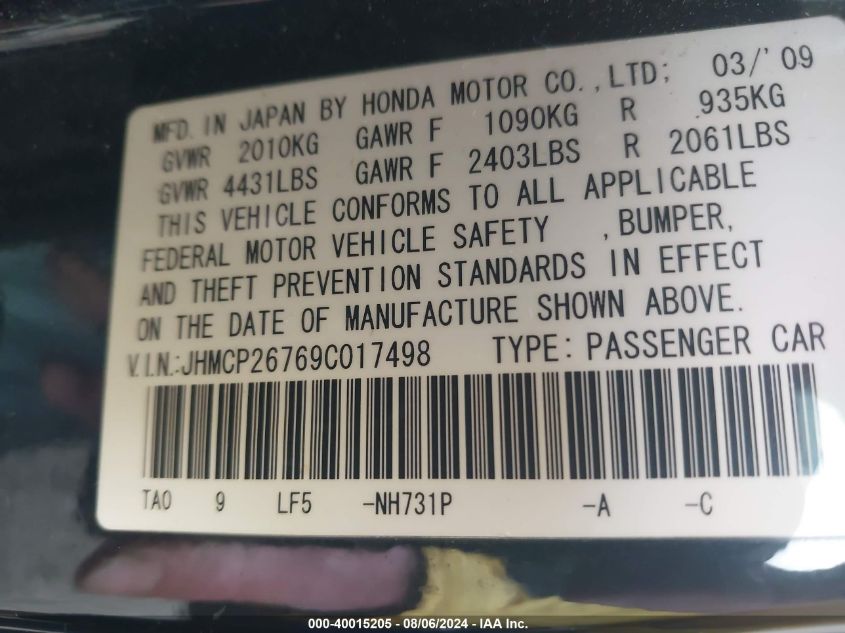 MFD. IN JAPAN BY HONDA MOTOR CO.,LTD; 03/'09
GVWR 2010KG GAWR F 1090KG R 935KG
GVWR 4431LBS GAWR F 2403LBS R 2061LBS
THIS VEHICLE CONFORMS TO ALL APPLICABLE
FEDERAL MOTOR VEHICLE SAFETY ,BUMPER,
AND THEFT PREVENTION STANDARDS IN EFFECT
ON THE DATE OF MANUFACTURE SHOWN ABOVE.
V.I.N.:JHMCP26769C017498 TYPE: PASSENGER CAR
TA0 9 LF5 -NH731P -A -C
000-40015205 - 08/06/2024 - IAA Inc.